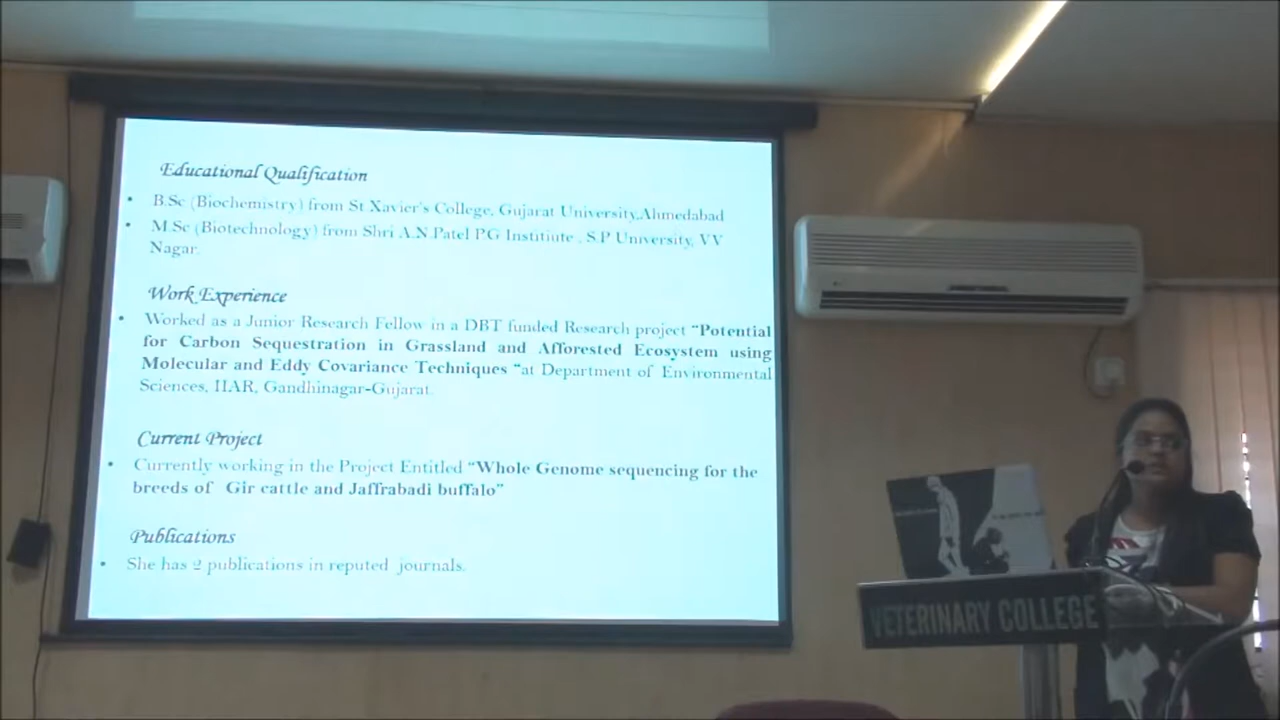 Educational Qualification
• B.Sc (Biochemistry) from St Xavier's College, Gujarat University,Ahmedabad
• M.Sc (Biotechnology) from Shri A.N.Patel P.G Institiute , S.P University, VV
Nagar.
Work Experience
• Worked as a Junior Research Fellow in a DBT funded Research project "Potential
for Carbon Sequestration in Grassland and Afforested Ecosystem using
Molecular and Eddy Covariance Techniques "at Department of Environmental
Sciences, IIAR, Gandhinagar-Gujarat.
Current Project
• Currently working in the Project Entitled "Whole Genome sequencing for the
breeds of Gir cattle and Jaffrabadi buffalo"
Publications
• She has 2 publications in reputed journals.
VETERINARY COLLEGE